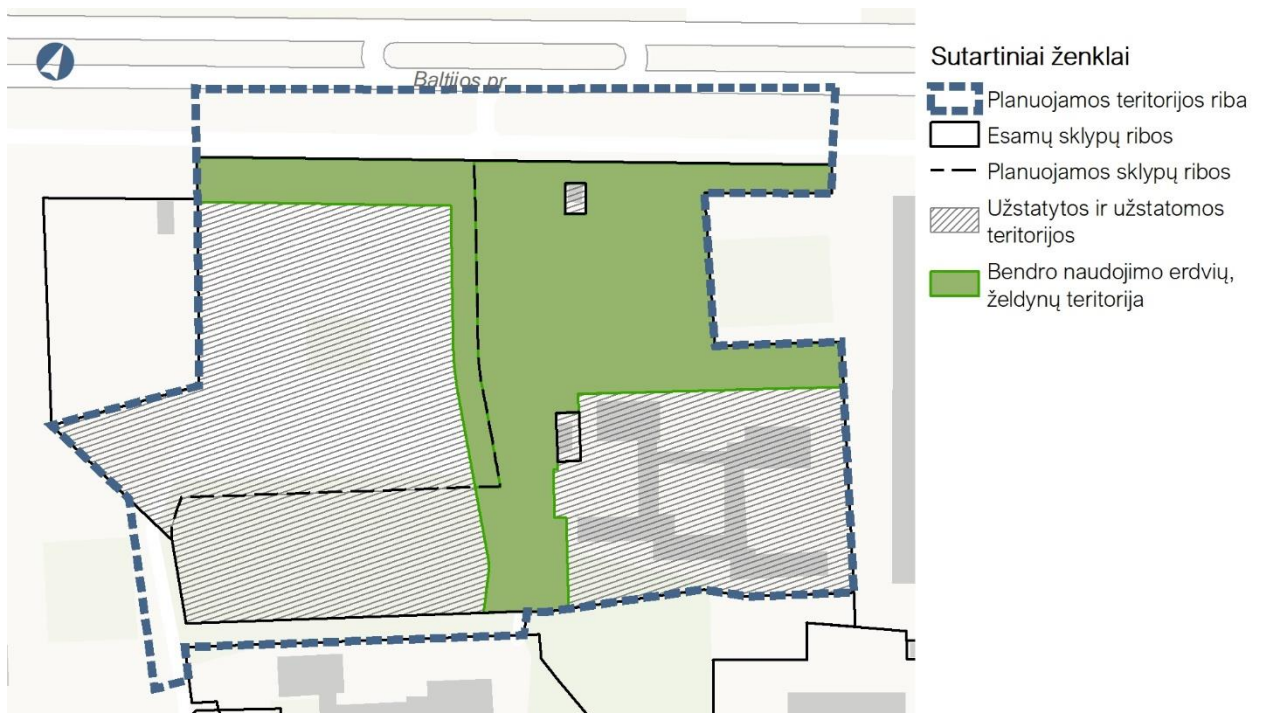 Baltijos pr.
Sutartiniai ženklai
Planuojamos teritorijos riba
Esamų sklypų ribos
Planuojamos sklypų ribos
Užstatytos ir užstatomos
teritorijos
Bendro naudojimo erdvių,
želdynų teritorija